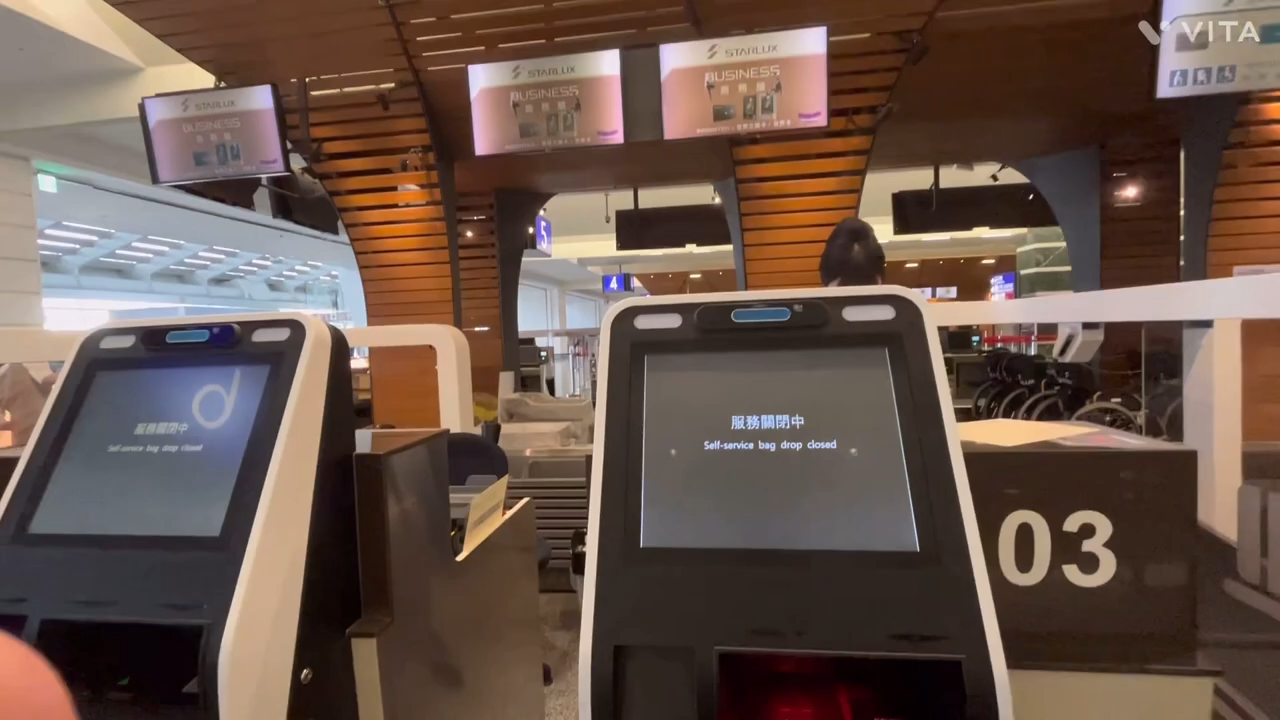 VITA
STARLUX
BUSINESS
STARLUX
BUSINESS
STARLUX
BUSINESS
5
4
服務關閉中
Self-service bag drop closed
服務關閉中
Self-service bag drop closed
03